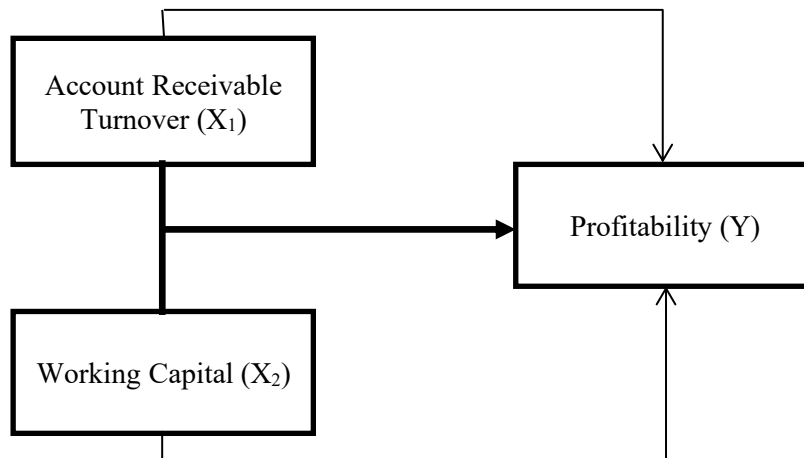 Account Receivable
Turnover (X₁)
Profitability (Y)
Working Capital (X₂)